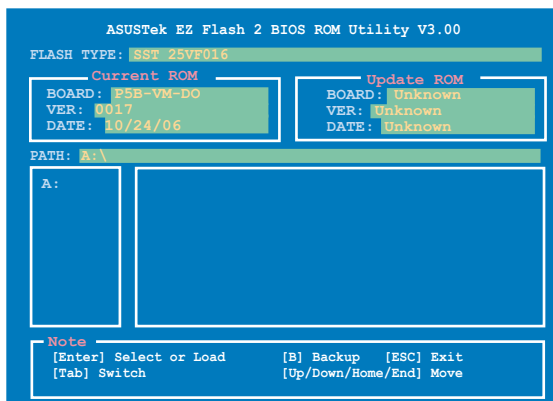 ASUSTek EZ Flash 2 BIOS ROM Utility V3.00
FLASH TYPE: SST 25VF016
Current ROM
BOARD: P5B-VM-DO
VER: 0017
DATE: 10/24/06
Update ROM
BOARD: Unknown
VER: Unknown
DATE: Unknown
PATH: A:\
A:
Note
[Enter] Select or Load [B] Backup [ESC] Exit
[Tab] Switch [Up/Down/Home/End] Move